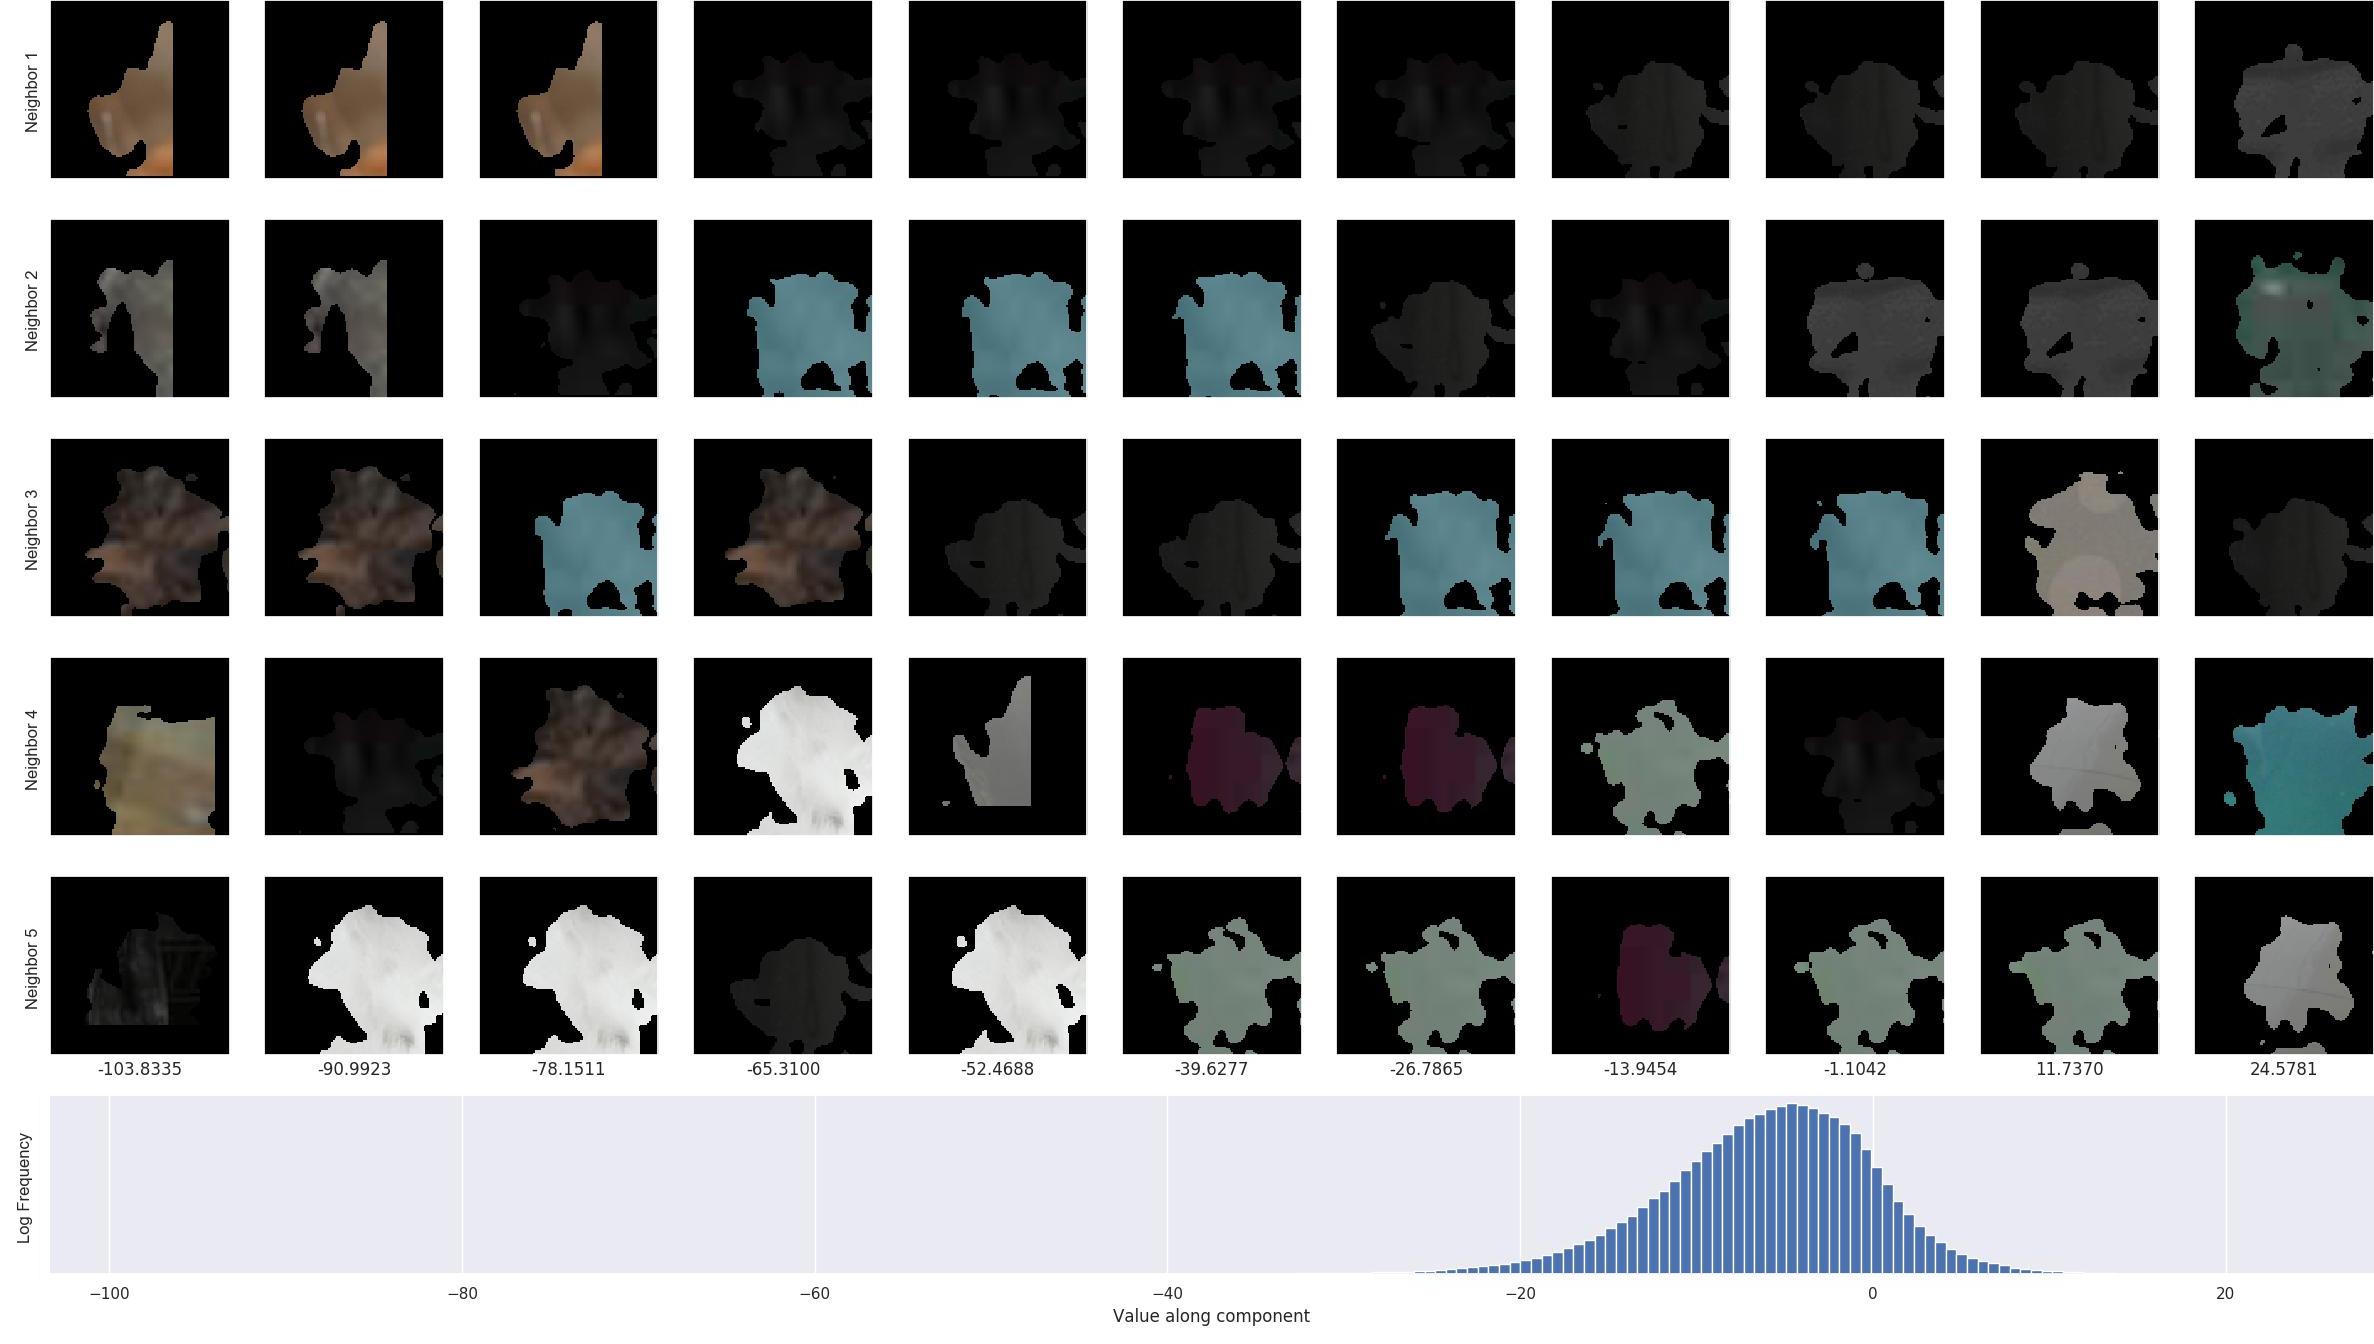 Neighbor 1
Neighbor 2
Neighbor 3
Neighbor 4
Neighbor 5
-103.8335 -90.9923 -78.1511 -65.3100 -52.4688 -39.6277 -26.7865 -13.9454 -1.1042 11.7370 24.5781
Log Frequency
−100 −80 −60 −40 −20 0 20
Value along component